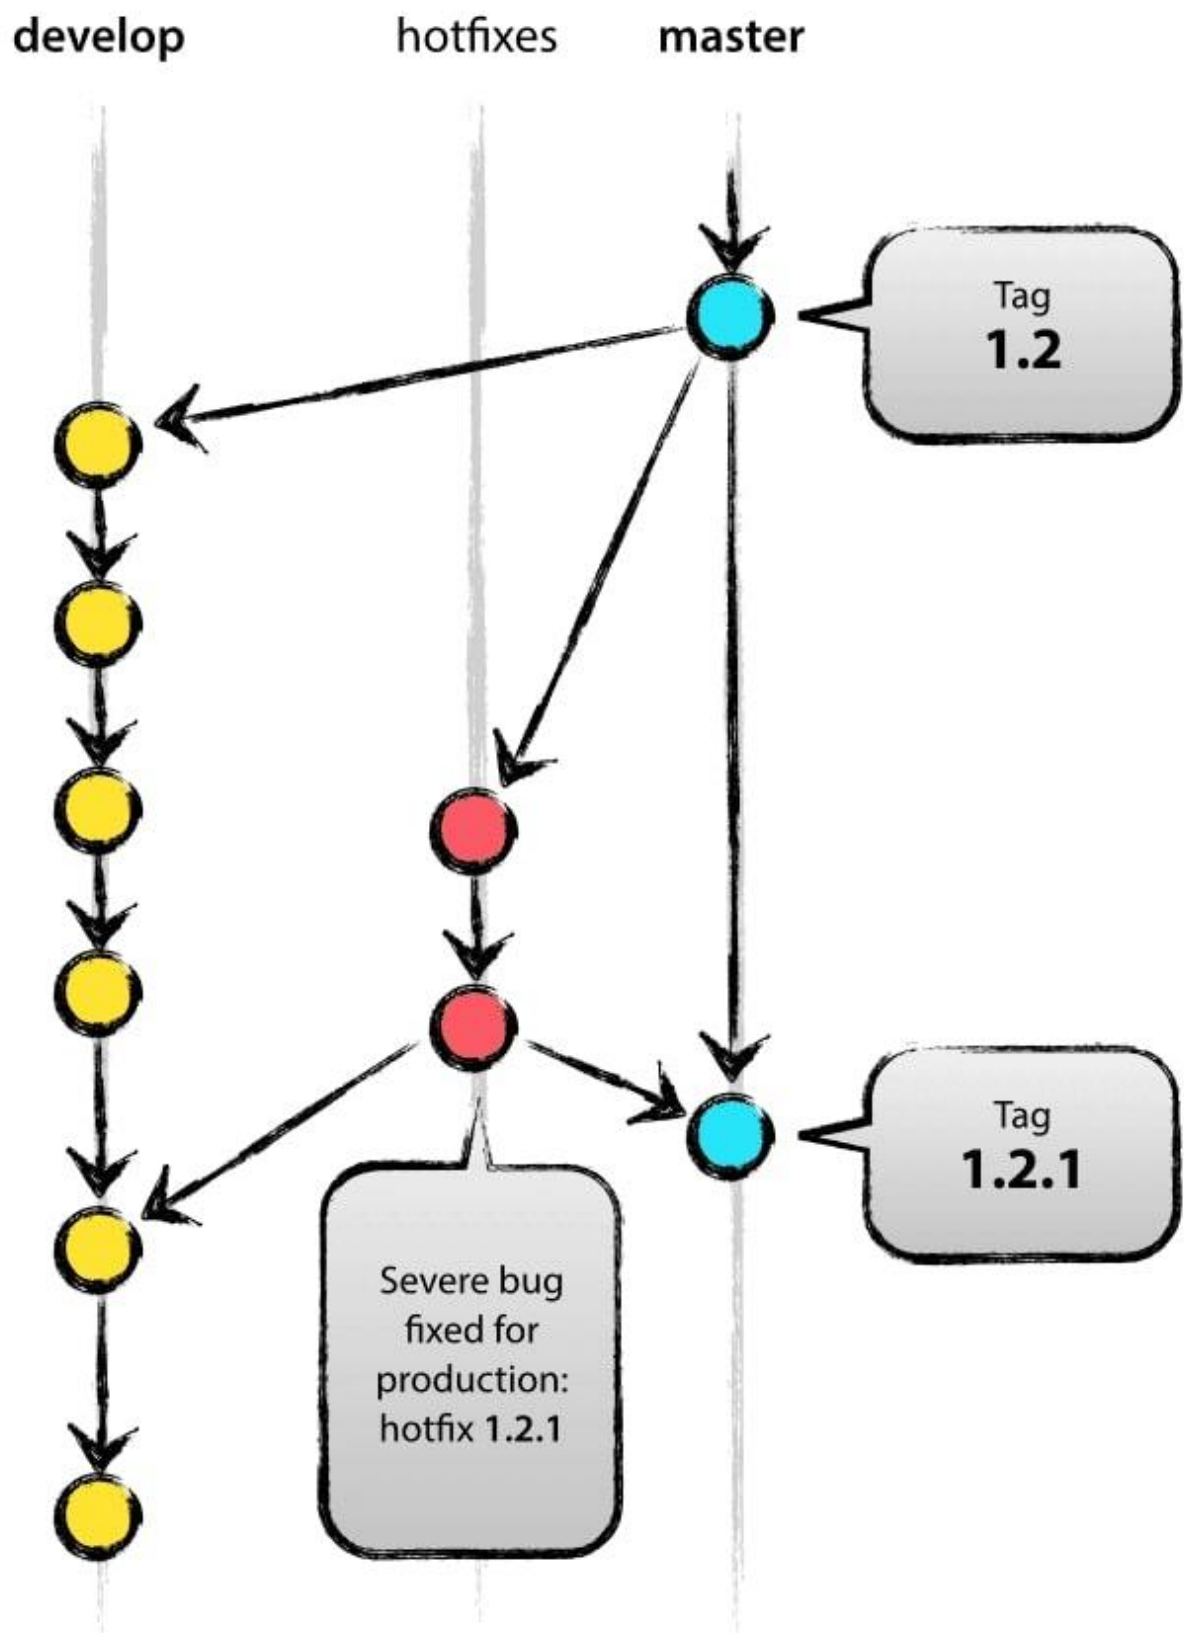 develop
hotfixes
master
Tag
1.2
Tag
1.2.1
Severe bug
fixed for
production:
hotfix 1.2.1